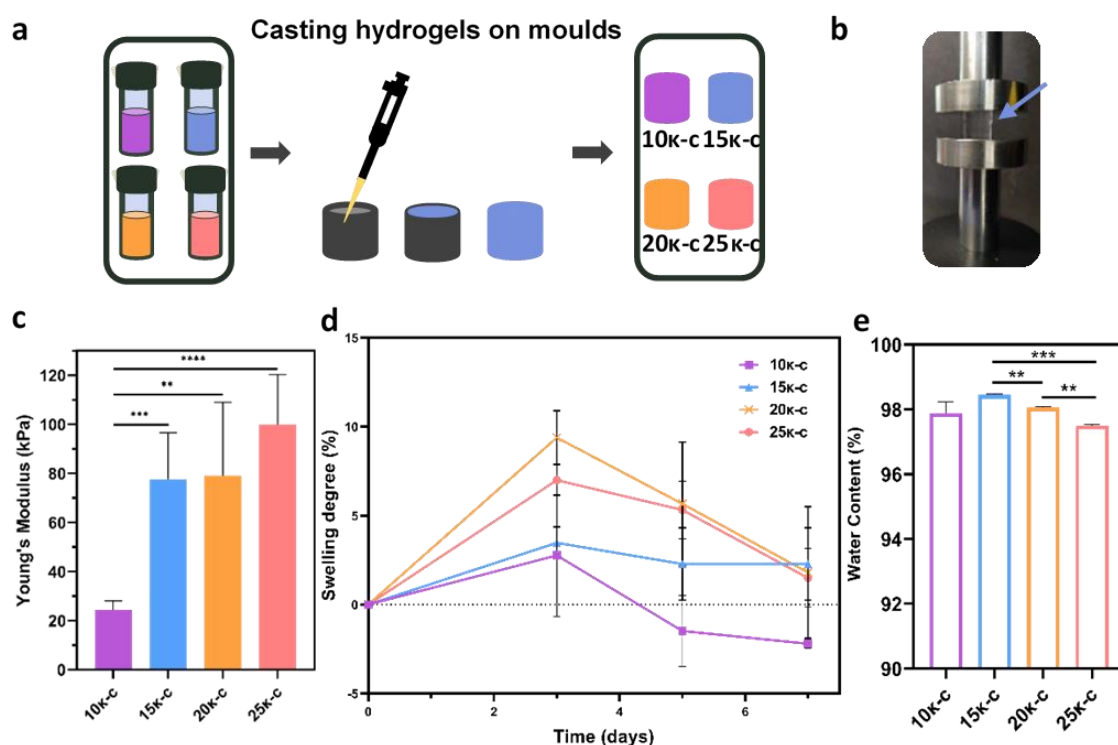 a
Casting hydrogels on moulds
b
10κ-c 15κ-c
20κ-c 25κ-c
c
Young's Modulus (kPa)
120
100
80
60
40
20
0
****
**
***
10κ-c
15κ-c
20κ-c
25κ-c
d
Swelling degree (%)
15
10
5
0
-5
10κ-c
15κ-c
20κ-c
25κ-c
0
2
4
6
Time (days)
e
Water Content (%)
100
98
96
94
92
90
***
**
**
10κ-c
15κ-c
20κ-c
25κ-c